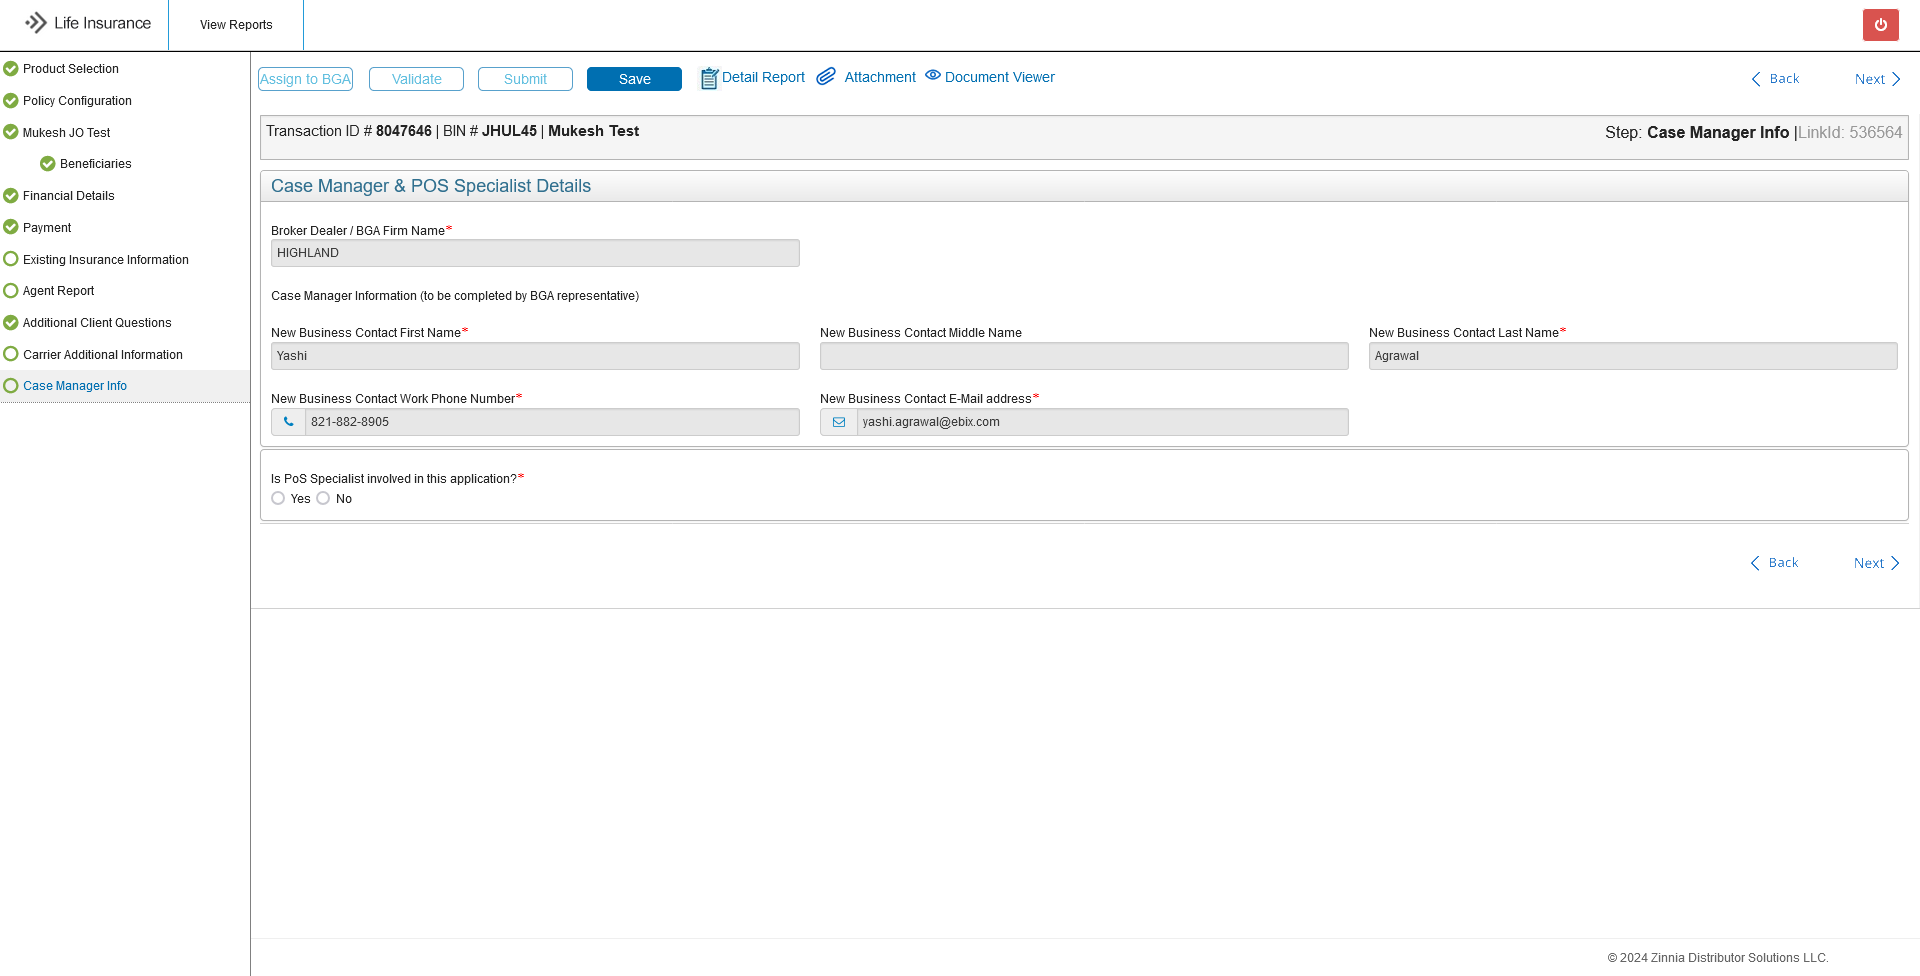 Life Insurance
View Reports
Product Selection
Policy Configuration
Mukesh JO Test
Beneficiaries
Financial Details
Payment
Existing Insurance Information
Agent Report
Additional Client Questions
Carrier Additional Information
Case Manager Info
Assign to BGA Validate Submit Save Detail Report Attachment Document Viewer Back Next
Transaction ID # 8047646 | BIN # JHUL45 | Mukesh Test
Step: Case Manager Info |LinkId: 536564
Case Manager & POS Specialist Details
Broker Dealer / BGA Firm Name*
HIGHLAND
Case Manager Information (to be completed by BGA representative)
New Business Contact First Name* New Business Contact Middle Name New Business Contact Last Name*
Yashi Agrawal
New Business Contact Work Phone Number* New Business Contact E-Mail address*
821-882-8905 yashi.agrawal@ebix.com
Is PoS Specialist involved in this application?*
Yes No
Back Next
© 2024 Zinnia Distributor Solutions LLC.